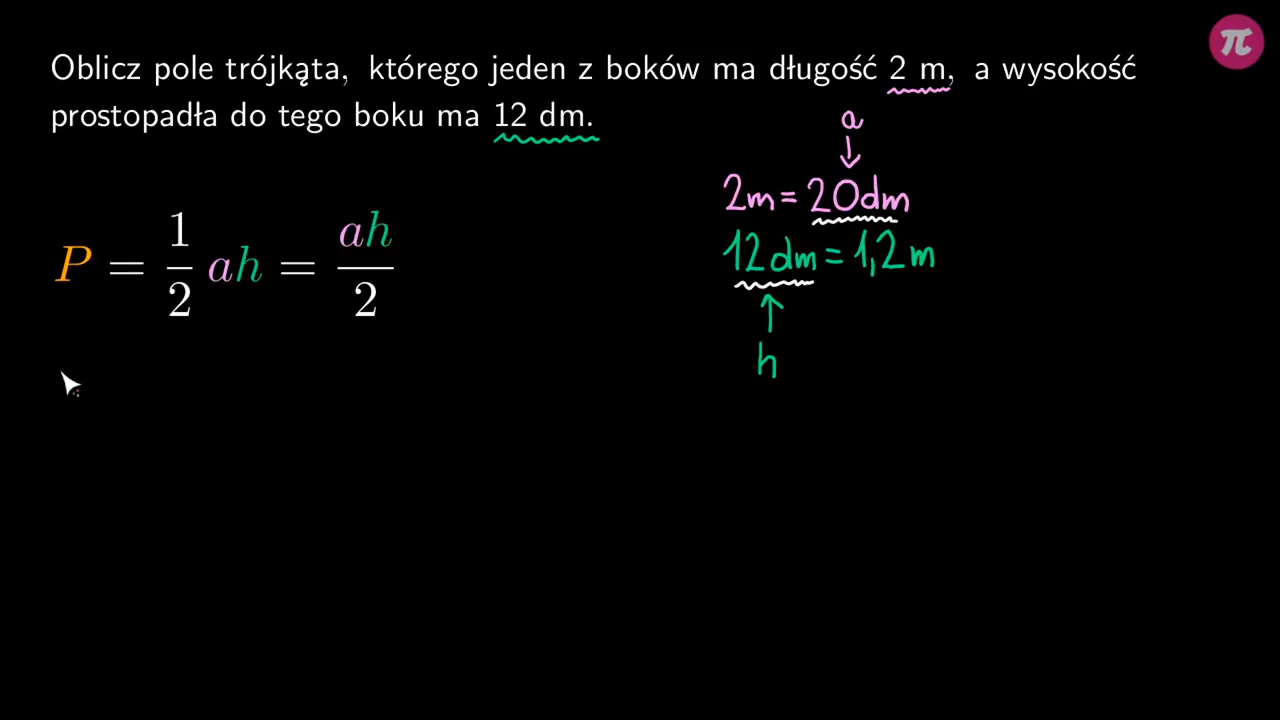 π
Oblicz pole trójkąta, którego jeden z boków ma długość 2 m, a wysokość
prostopadła do tego boku ma 12 dm.
a
2m = 20dm
12dm = 1,2m
h
P = 1/2 ah = ah/2